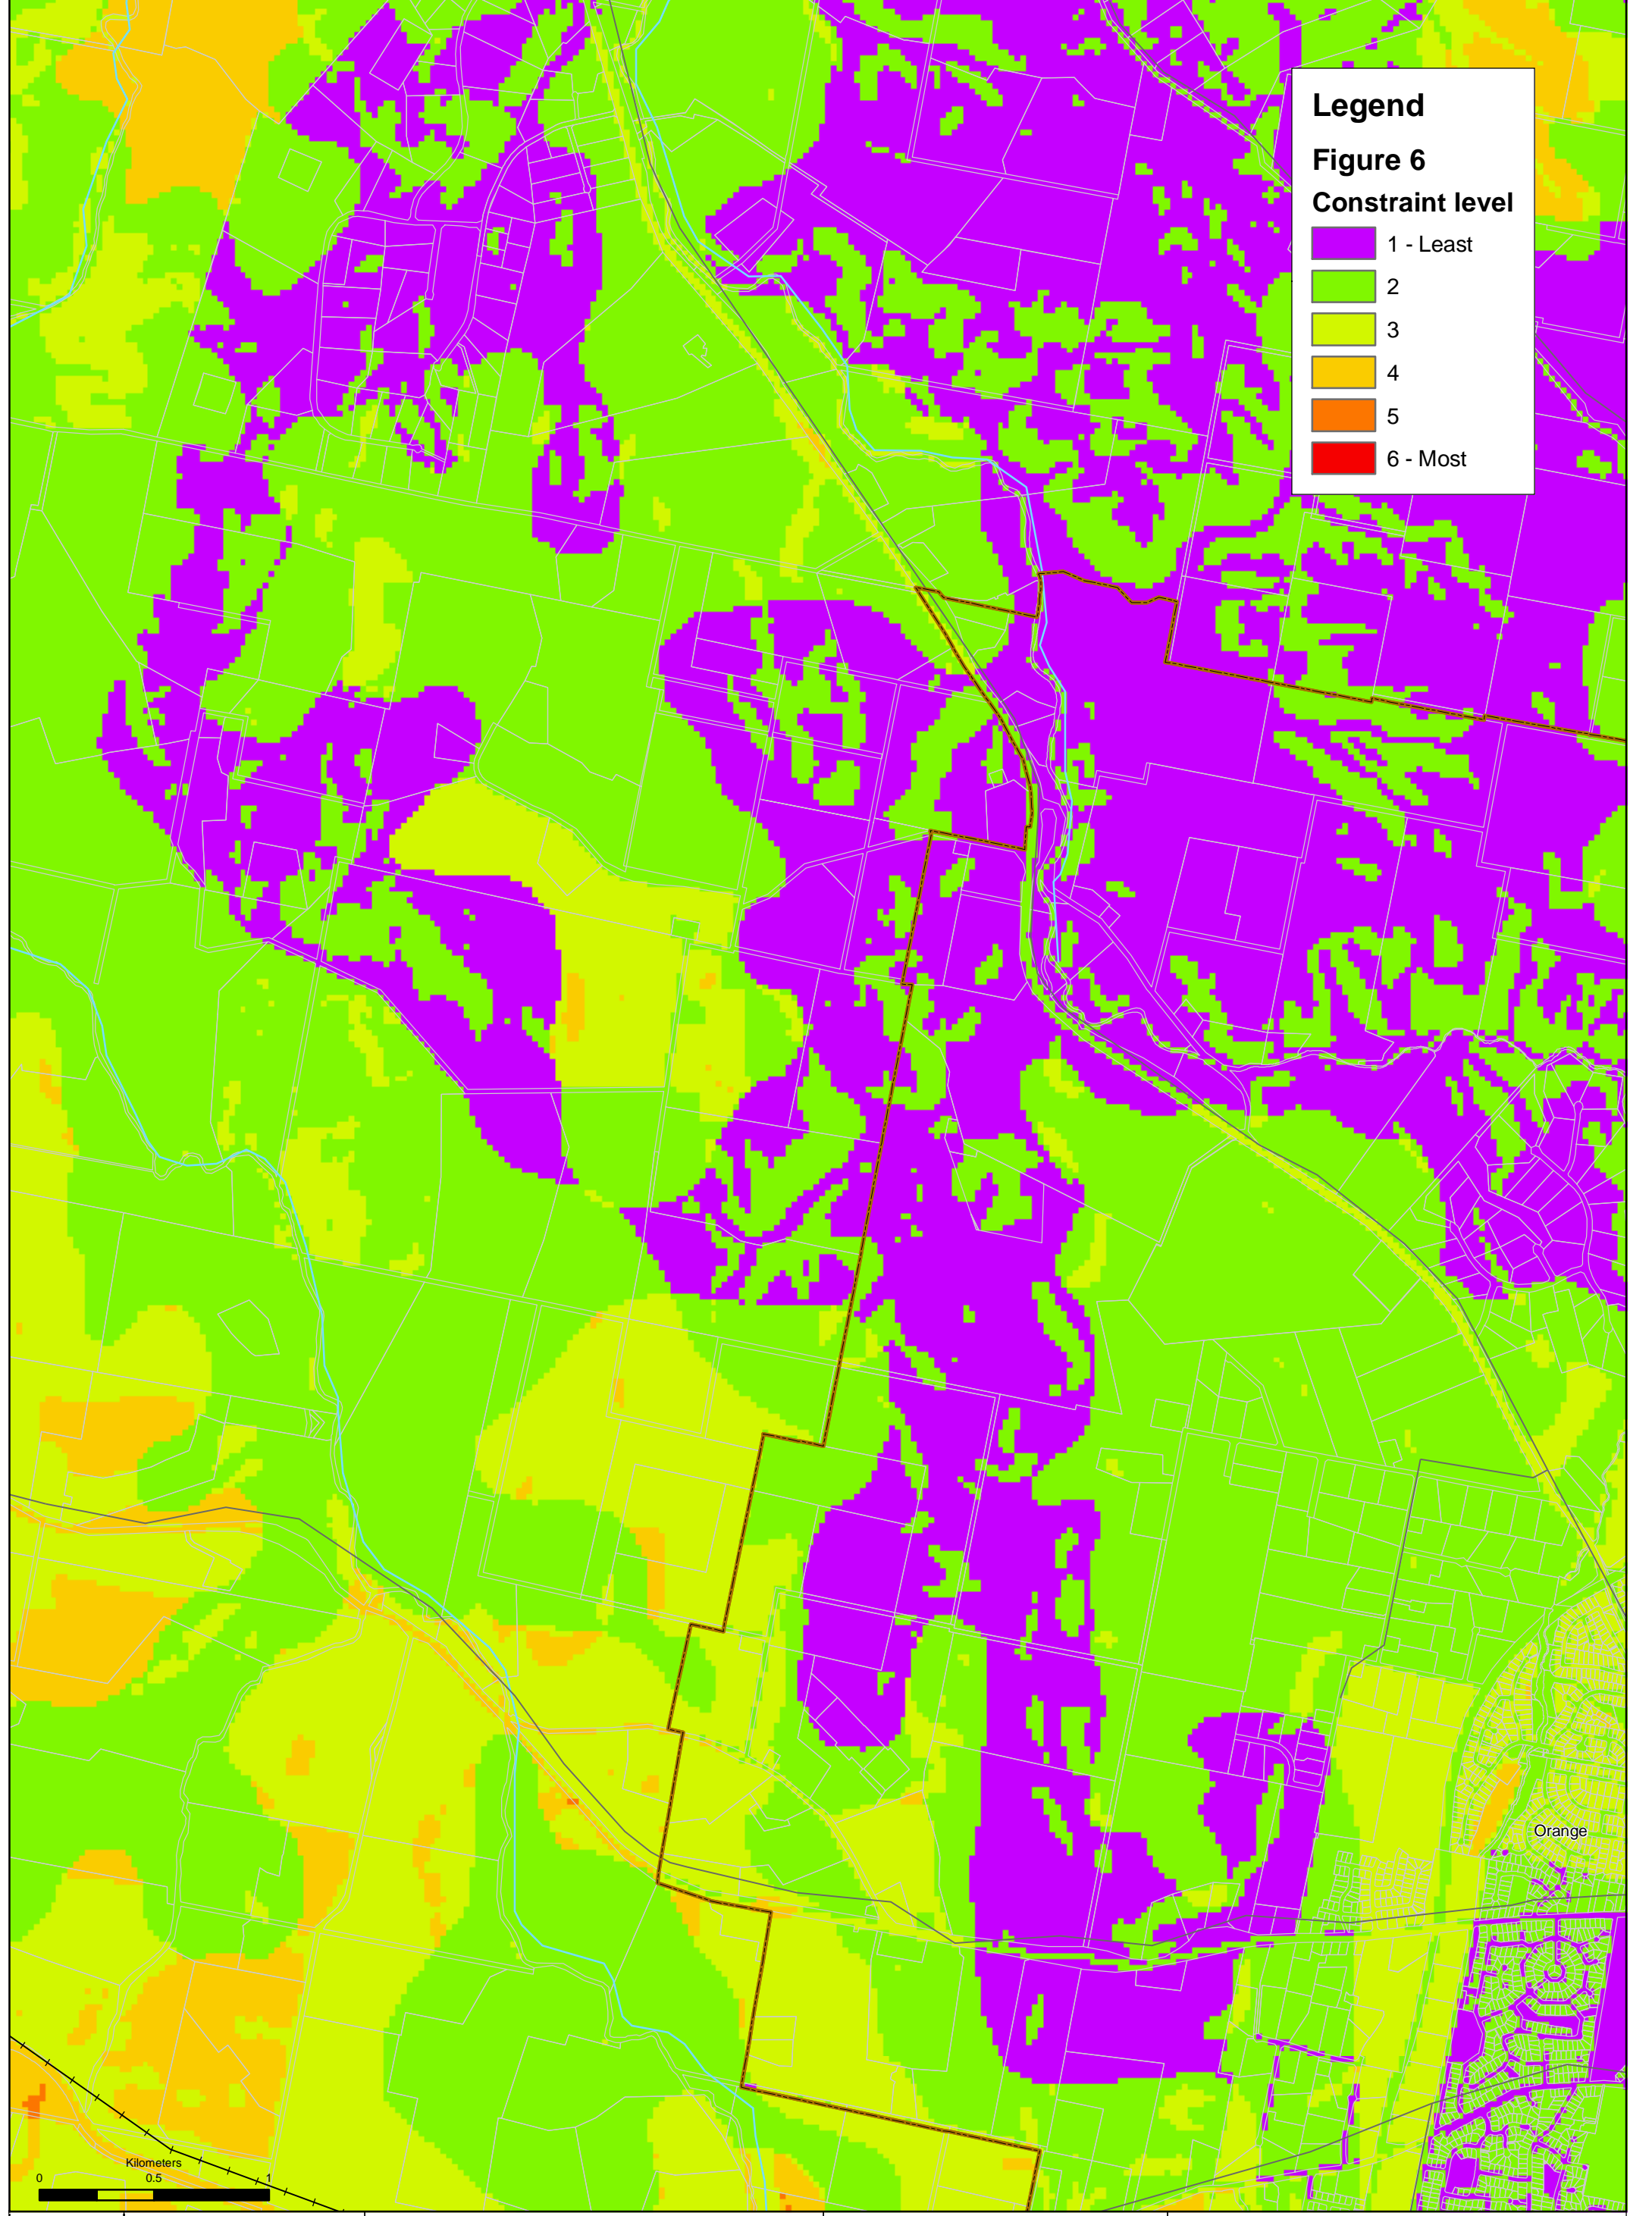 Legend
Figure 6
Constraint level
1 - Least
2
3
4
5
6 - Most
Orange
Kilometers
0 0.5 1